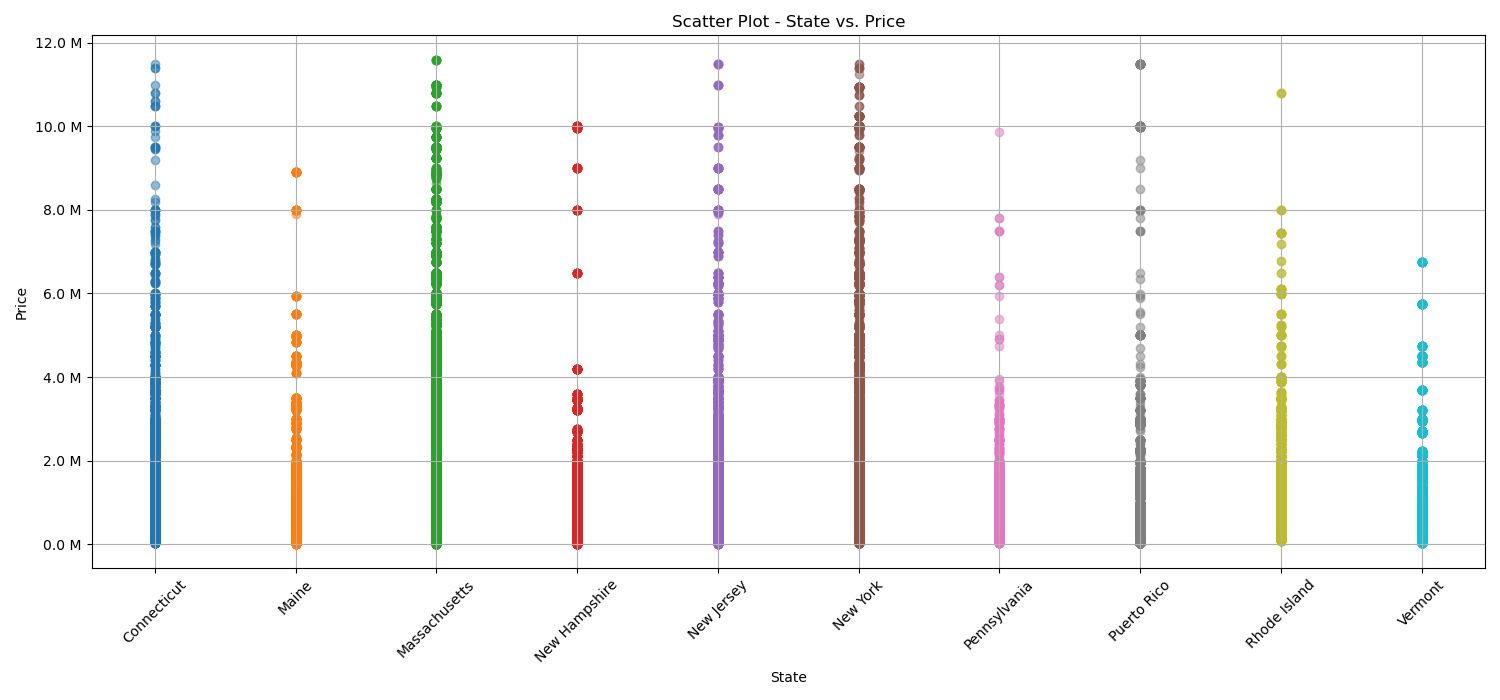 Scatter Plot - State vs. Price
12.0 M
10.0 M
8.0 M
6.0 M
4.0 M
2.0 M
0.0 M
Price
Connecticut
Maine
Massachusetts
New Hampshire
New Jersey
New York
Pennsylvania
Puerto Rico
Rhode Island
Vermont
State